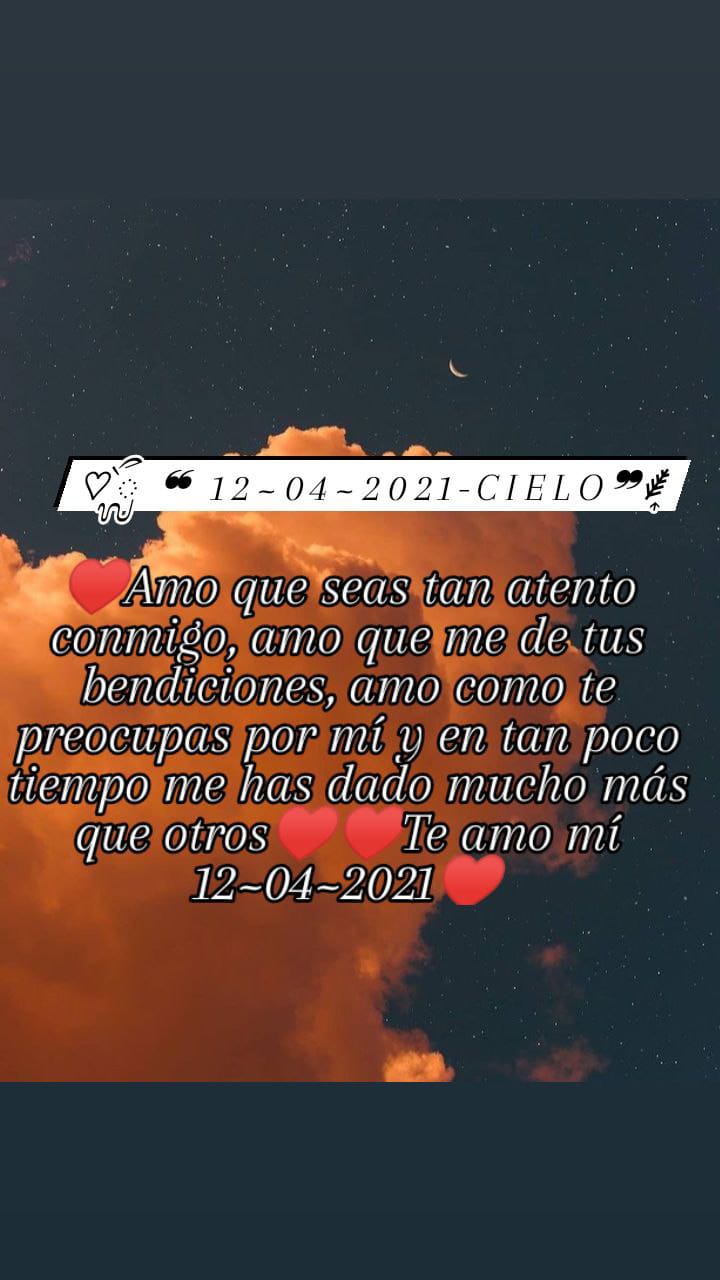 ❝ 12~04~2021-CIELO❞
❤️Amo que seas tan atento
conmigo, amo que me de tus
bendiciones, amo como te
preocupas por mí y en tan poco
tiempo me has dado mucho más
que otros❤️❤️Te amo mí
12~04~2021❤️